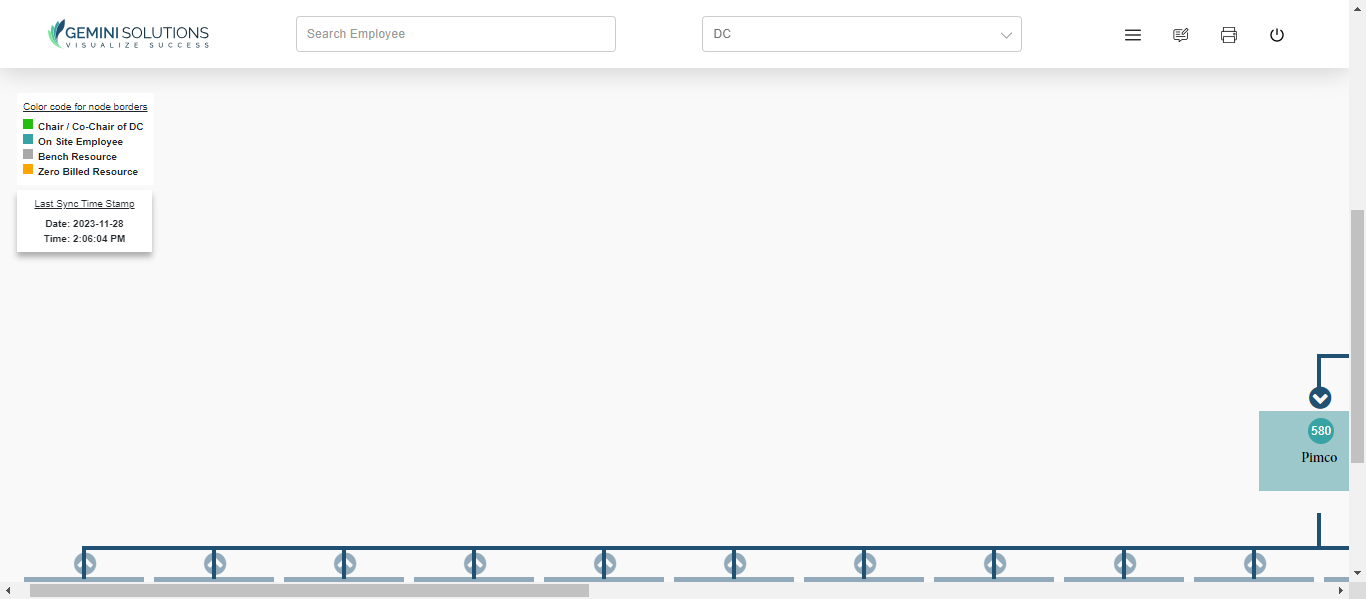 GEMINI SOLUTIONS
VISUALIZE SUCCESS
Search Employee
DC
Color code for node borders
Chair / Co-Chair of DC
On Site Employee
Bench Resource
Zero Billed Resource
Last Sync Time Stamp
Date: 2023-11-28
Time: 2:06:04 PM
580
Pimco